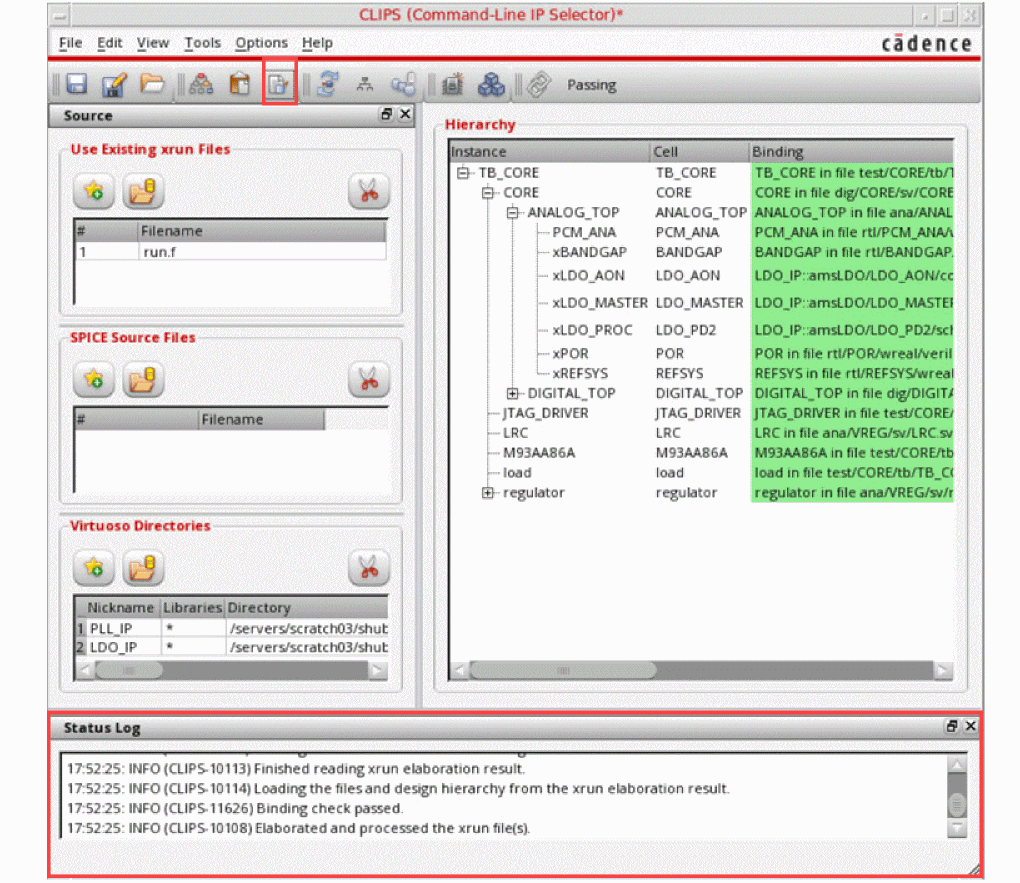 CLIPS (Command-Line IP Selector)*
File Edit View Tools Options Help
cādence
Passing
Source
Use Existing xrun Files
# Filename
1 run.f
SPICE Source Files
# Filename
Virtuoso Directories
Nickname Libraries Directory
1 PLL_IP * /servers/scratch03/shub
2 LDO_IP * /servers/scratch03/shub
Hierarchy
Instance Cell Binding
TB_CORE TB_CORE TB_CORE in file test/CORE/tb/T
CORE CORE CORE in file dig/CORE/sv/CORE
ANALOG_TOP ANALOG_TOP ANALOG_TOP in file ana/ANAL
PCM_ANA PCM_ANA PCM_ANA in file rtl/PCM_ANA/v
xBANDGAP BANDGAP BANDGAP in file rtl/BANDGAP.
xLDO_AON LDO_AON LDO_IP::amsLDO/LDO_AON/co
xLDO_MASTER LDO_MASTER LDO_IP::amsLDO/LDO_MASTER
xLDO_PROC LDO_PD2 LDO_IP::amsLDO/LDO_PD2/sch
xPOR POR POR in file rtl/POR/wreal/veril
xREFSYS REFSYS REFSYS in file rtl/REFSYS/wreal
DIGITAL_TOP DIGITAL_TOP DIGITAL_TOP in file dig/DIGITA
JTAG_DRIVER JTAG_DRIVER JTAG_DRIVER in file test/CORE/
LRC LRC LRC in file ana/VREG/sv/LRC.sv
M93AA86A M93AA86A M93AA86A in file test/CORE/tb
load load load in file test/CORE/tb/TB_CO
regulator regulator regulator in file ana/VREG/sv/r
Status Log
17:52:25: INFO (CLIPS-10113) Finished reading xrun elaboration result.
17:52:25: INFO (CLIPS-10114) Loading the files and design hierarchy from the xrun elaboration result.
17:52:25: INFO (CLIPS-11626) Binding check passed.
17:52:25: INFO (CLIPS-10108) Elaborated and processed the xrun file(s).